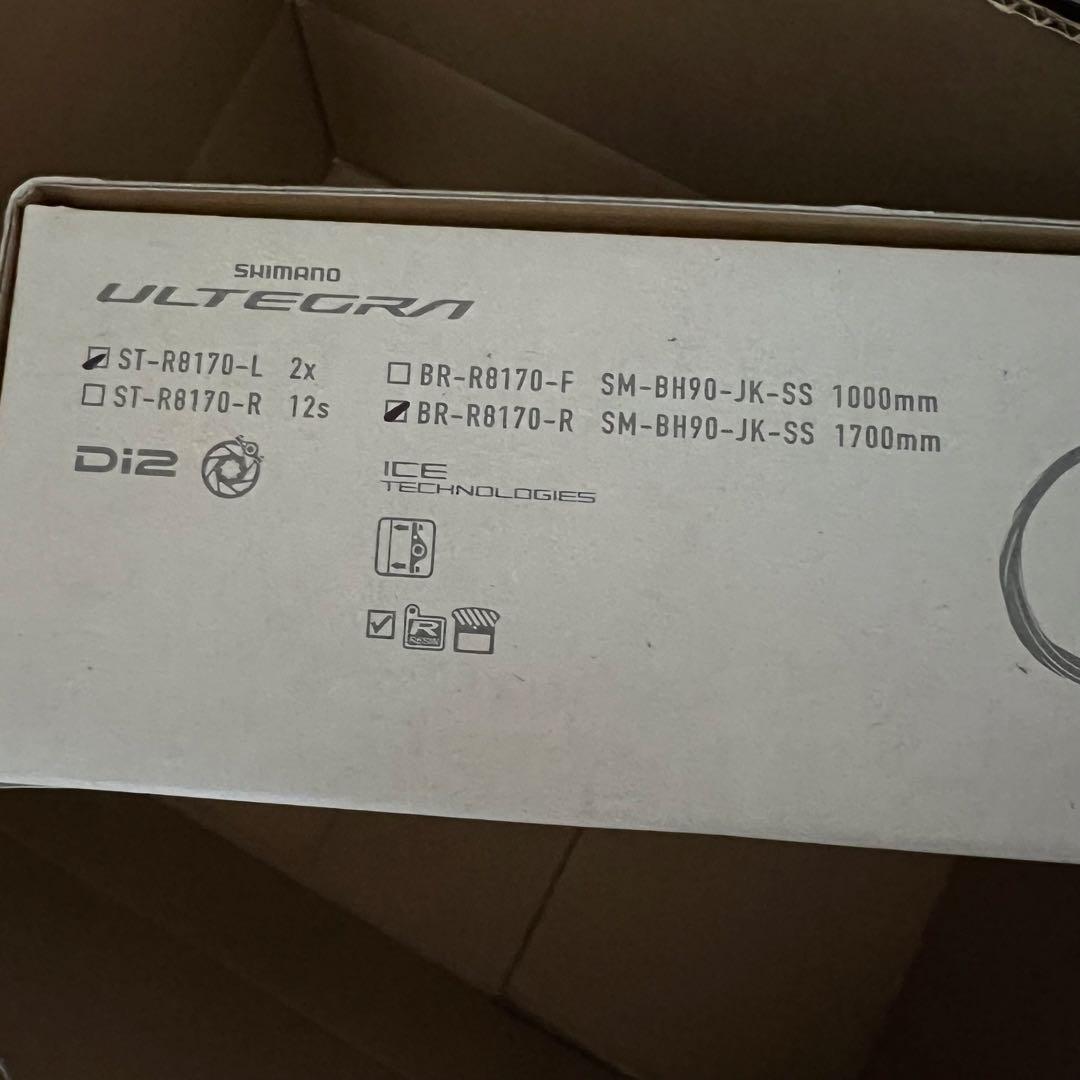 SHIMANO
ULTEGRA
ST-R8170-L 2x
ST-R8170-R 12s
BR-R8170-F SM-BH90-JK-SS 1000mm
BR-R8170-R SM-BH90-JK-SS 1700mm
Di2
ICE
TECHNOLOGIES
R
RESIN